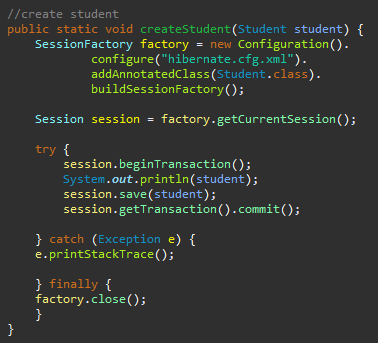 //create student
public static void createStudent(Student student) {
SessionFactory factory = new Configuration().
configure("hibernate.cfg.xml").
addAnnotatedClass(Student.class).
buildSessionFactory();
Session session = factory.getCurrentSession();
try {
session.beginTransaction();
System.out.println(student);
session.save(student);
session.getTransaction().commit();
} catch (Exception e) {
e.printStackTrace();
} finally {
factory.close();
}
}